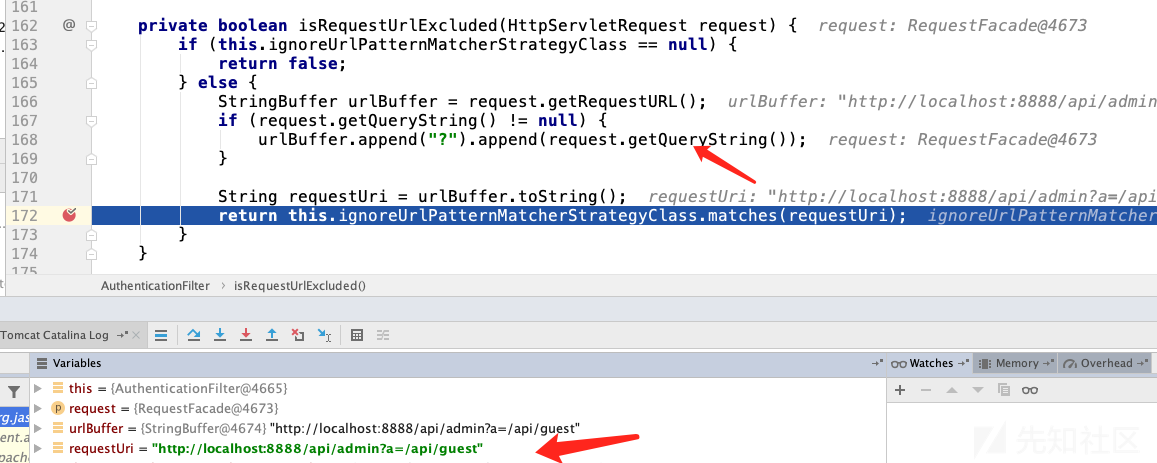 161
162 @ private boolean isRequestUrlExcluded(HttpServletRequest request) { request: RequestFacade@4673
163 if (this.ignoreUrlPatternMatcherStrategyClass == null) {
164 return false;
165 } else {
166 StringBuffer urlBuffer = request.getRequestURL(); urlBuffer: "http://localhost:8888/api/admin
167 if (request.getQueryString() != null) {
168 urlBuffer.append("?").append(request.getQueryString()); request: RequestFacade@4673
169 }
170
171 String requestUri = urlBuffer.toString(); requestUri: "http://localhost:8888/api/admin?a=/api
172 return this.ignoreUrlPatternMatcherStrategyClass.matches(requestUri); ignoreUrlPatternMatcher
173 }
174 }
175
AuthenticationFilter › isRequestUrlExcluded()
Tomcat Catalina Log
Variables
Watches
Memory
Overhead
this = {AuthenticationFilter@4665}
request = {RequestFacade@4673}
urlBuffer = {StringBuffer@4674} "http://localhost:8888/api/admin?a=/api/guest"
requestUri = "http://localhost:8888/api/admin?a=/api/guest"
rg.jas
ent.a
pache
先知社区